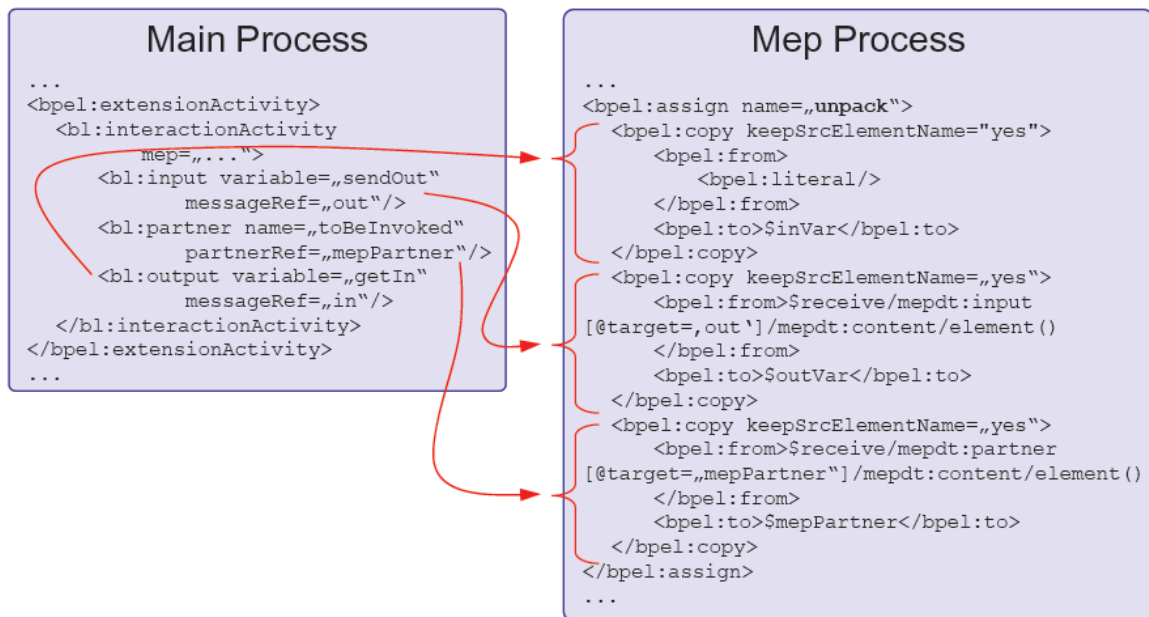 Main Process
...
<bpel:extensionActivity>
<bl:interactionActivity
mep=„...“>
<bl:input variable=„sendOut“
messageRef=„out“/>
<bl:partner name=„toBeInvoked“
partnerRef=„mepPartner“/>
<bl:output variable=„getIn“
messageRef=„in“/>
</bl:interactionActivity>
</bpel:extensionActivity>
...
Mep Process
...
<bpel:assign name=„unpack“>
<bpel:copy keepSrcElementName="yes">
<bpel:from>
<bpel:literal/>
</bpel:from>
<bpel:to>$inVar</bpel:to>
</bpel:copy>
<bpel:copy keepSrcElementName=„yes“>
<bpel:from>$receive/mepdt:input
[@target=‚out‘]/mepdt:content/element()
</bpel:from>
<bpel:to>$outVar</bpel:to>
</bpel:copy>
<bpel:copy keepSrcElementName=„yes“>
<bpel:from>$receive/mepdt:partner
[@target=„mepPartner“]/mepdt:content/element()
</bpel:from>
<bpel:to>$mepPartner</bpel:to>
</bpel:copy>
</bpel:assign>
...